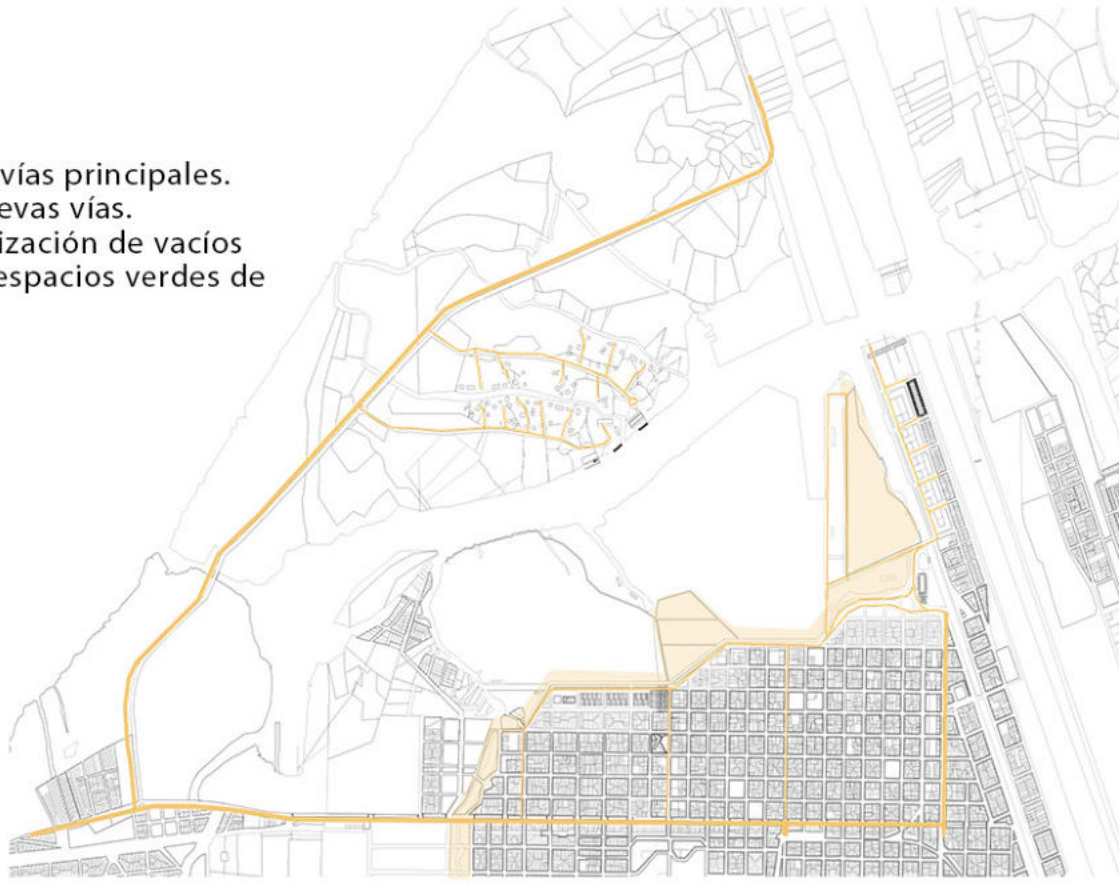 vías principales.
evas vías.
ización de vacíos
espacios verdes de